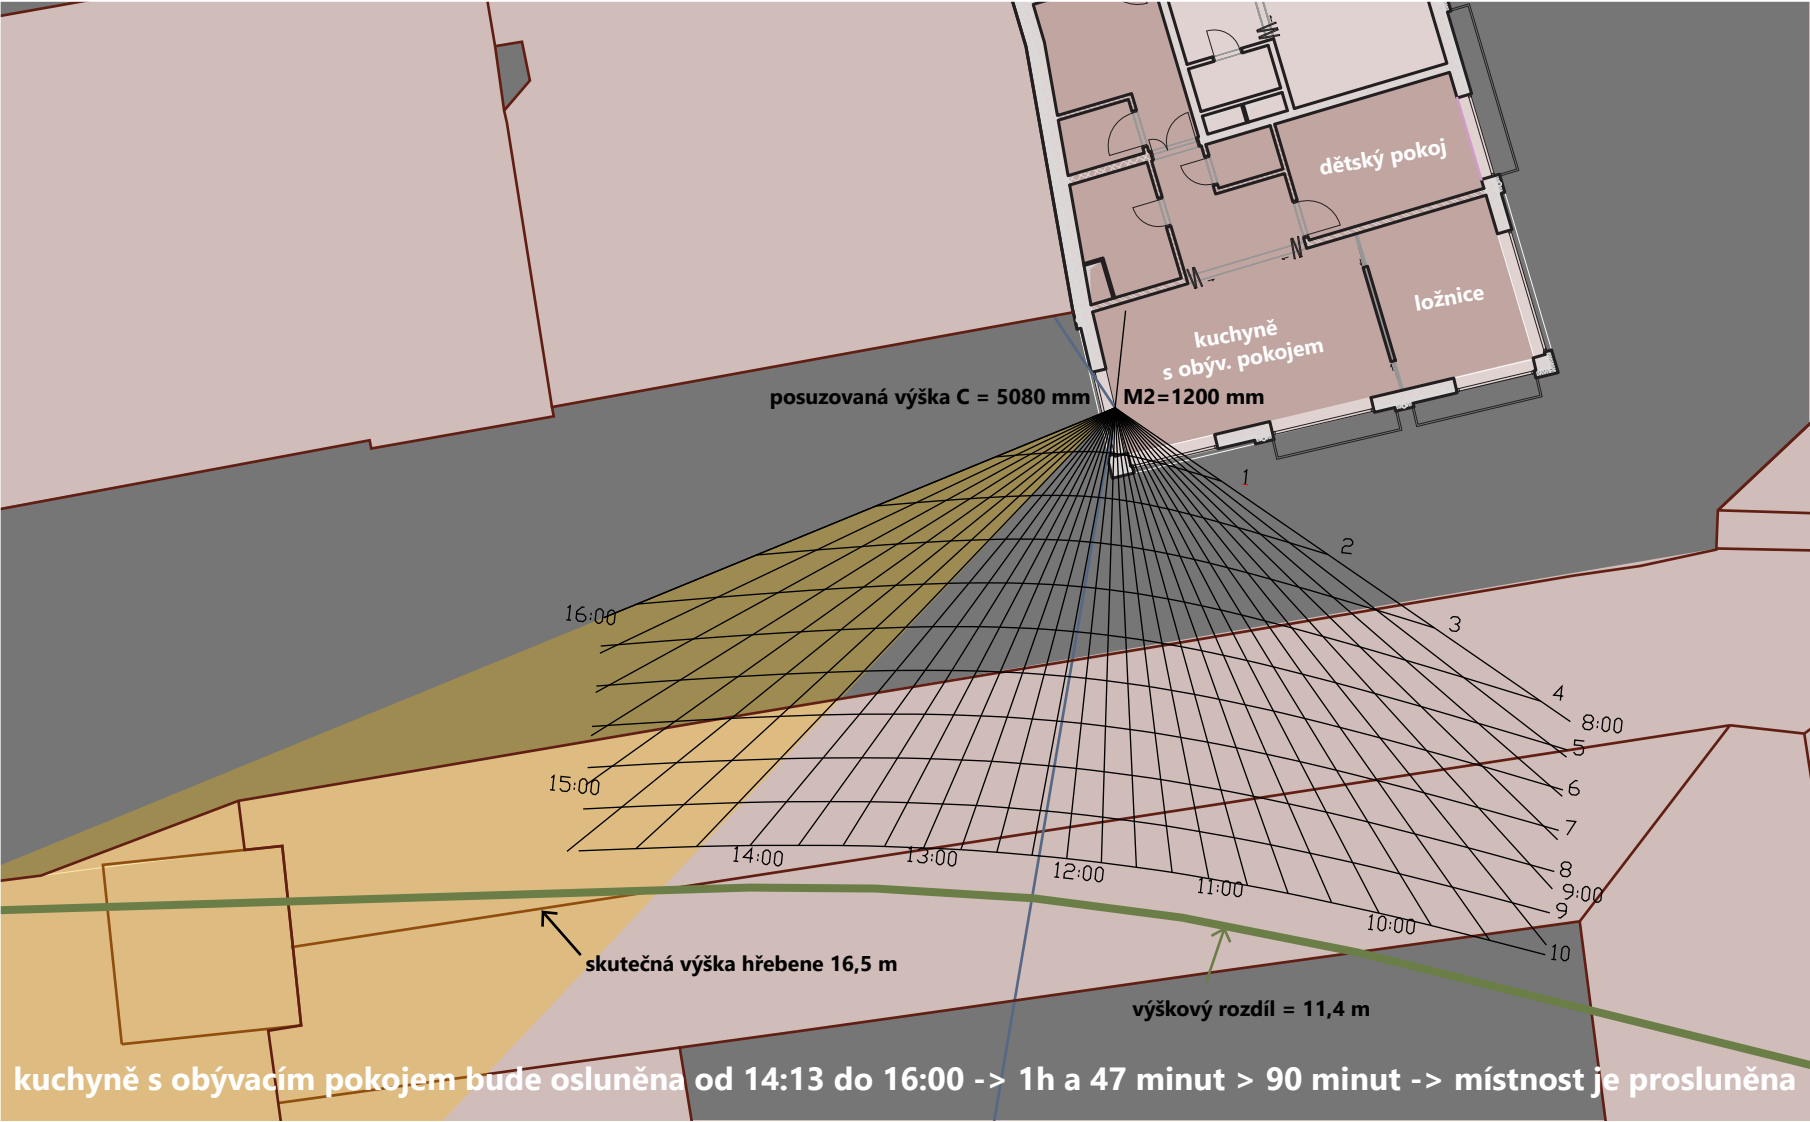 dětský pokoj
ložnice
kuchyně
s obýv. pokojem
posuzovaná výška C = 5080 mm
M2=1200 mm
1
2
3
4
5
6
7
8
9
10
16:00
15:00
14:00
13:00
12:00
11:00
10:00
9:00
8:00
skutečná výška hřebene 16,5 m
výškový rozdíl = 11,4 m
kuchyně s obývacím pokojem bude osluněna od 14:13 do 16:00 -> 1h a 47 minut > 90 minut -> místnost je prosluněna